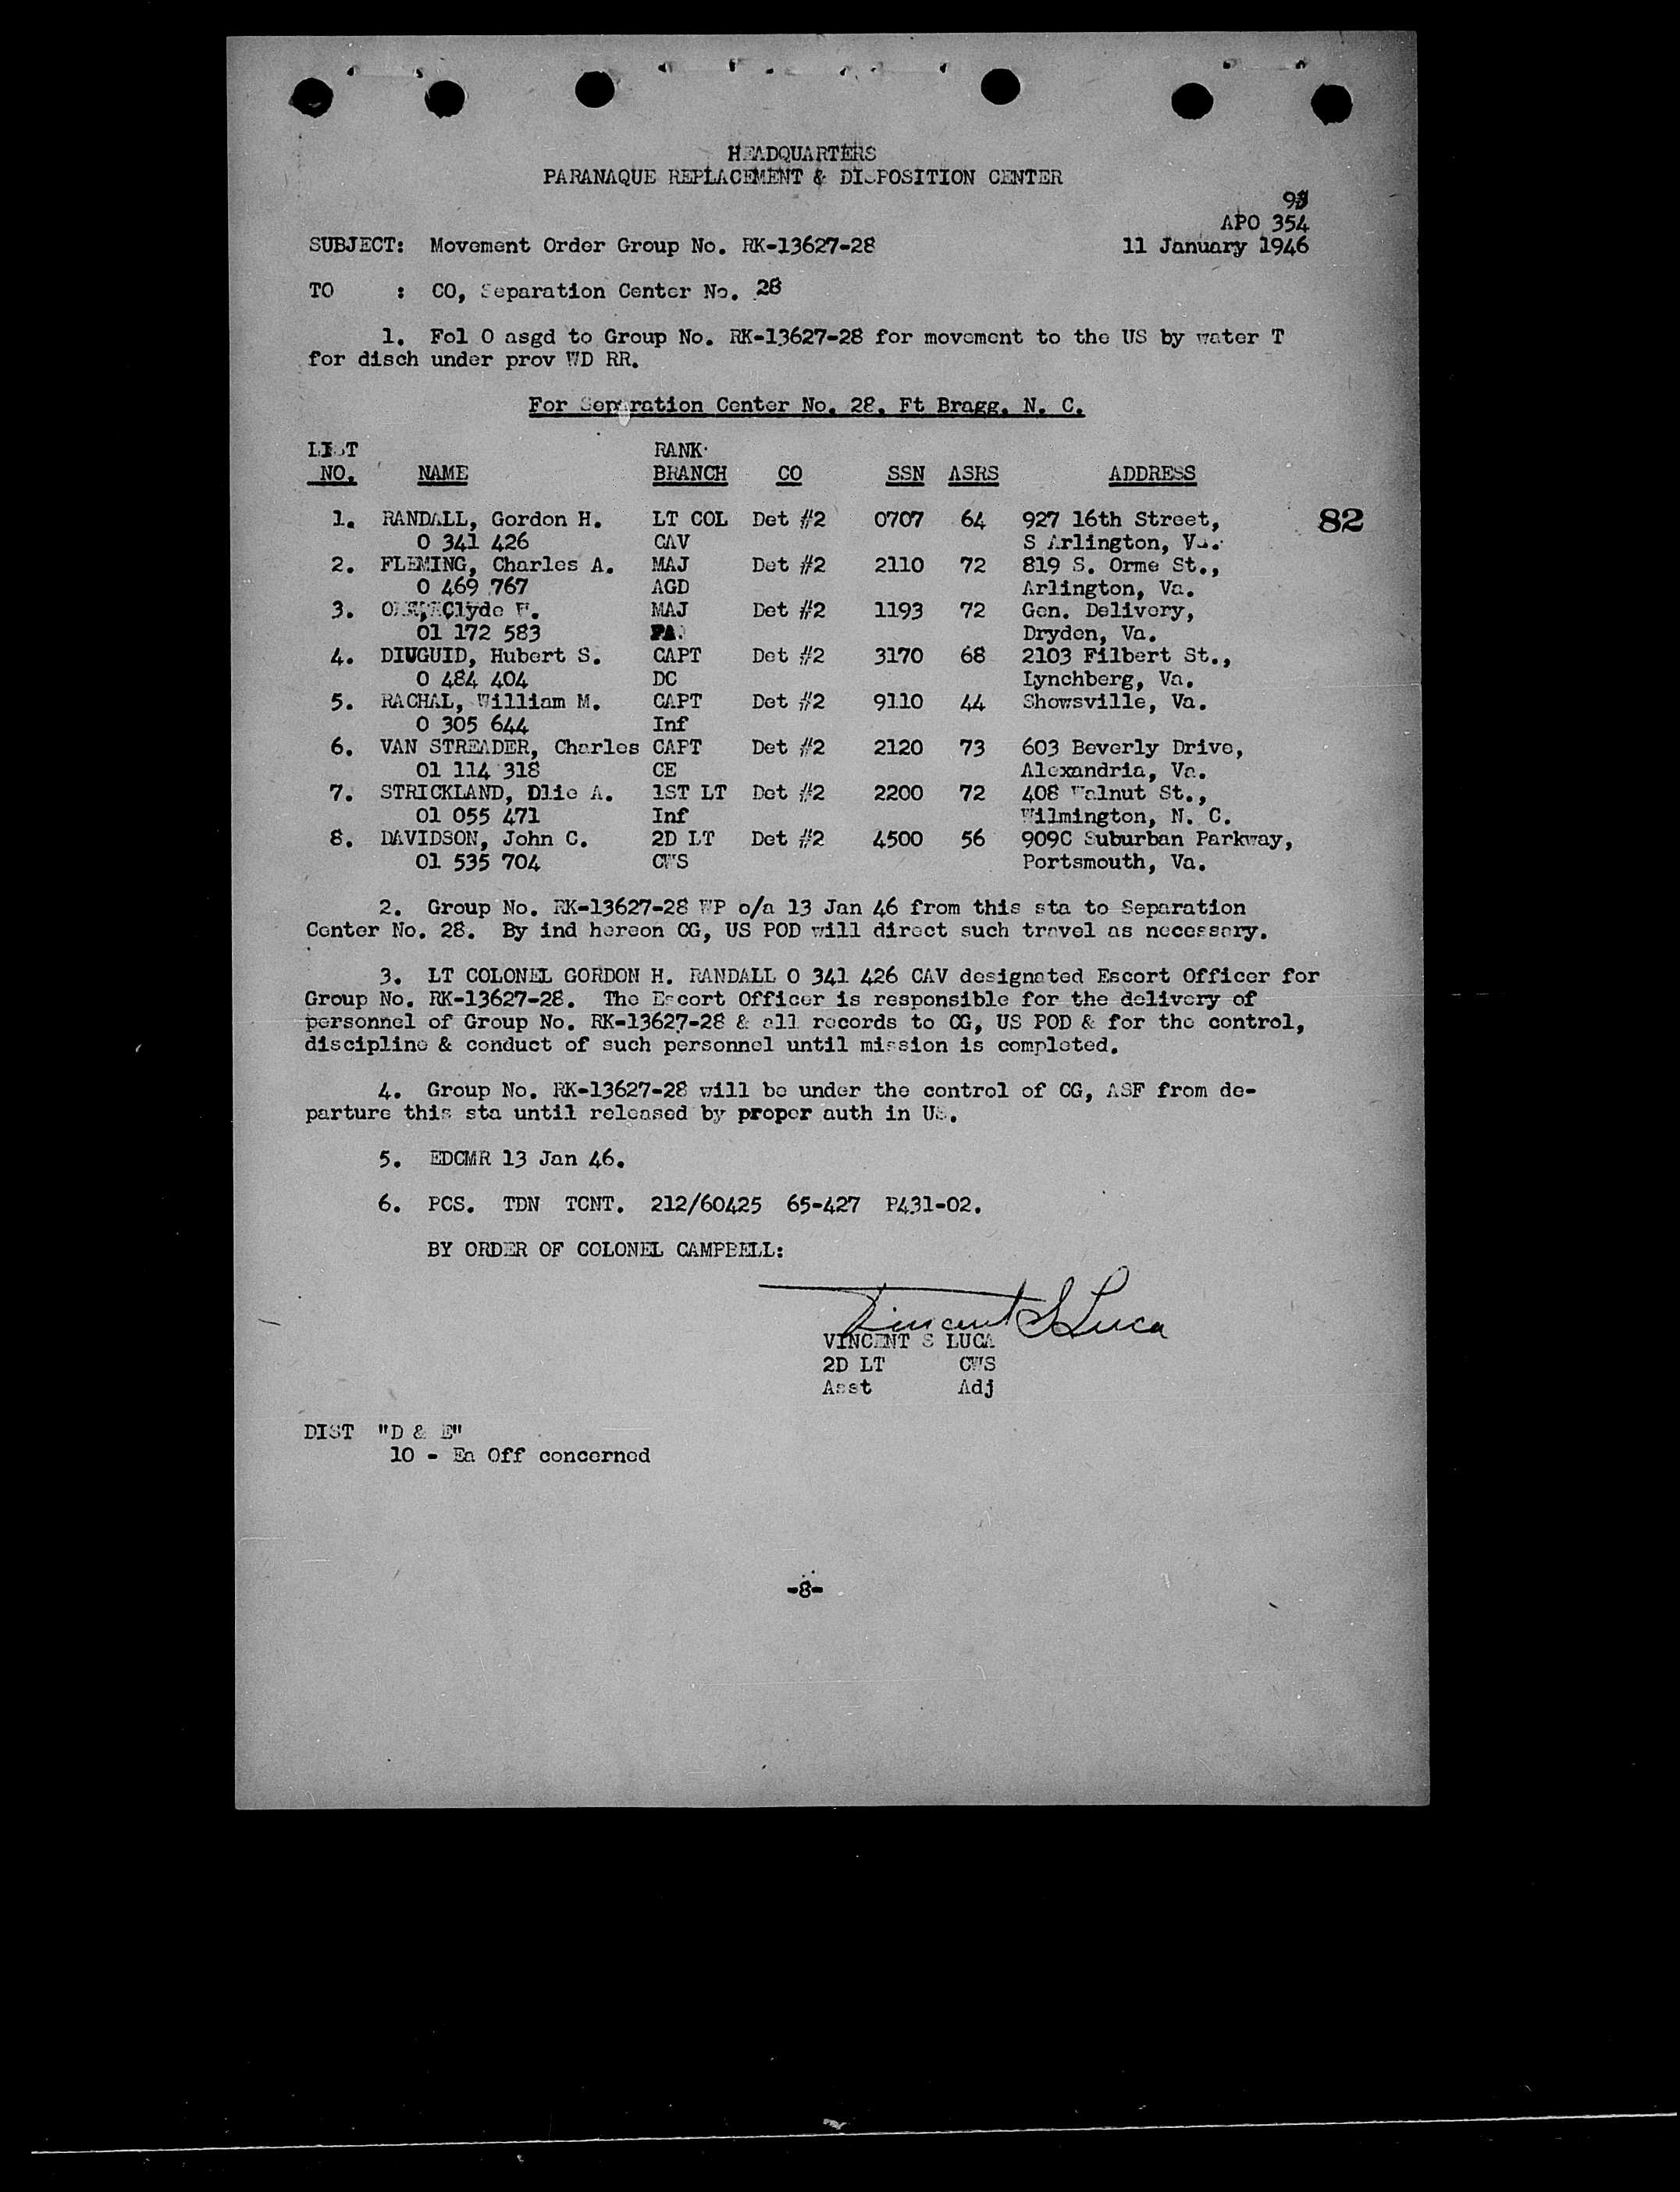 HEADQUARTERS
PARANAQUE REPLACEMENT & DISPOSITION CENTER
APO 354
SUBJECT: Movement Order Group No. RK-13627-28 11 January 1946
TO : CO, Separation Center No. 28
1. Fol O asgd to Group No. RK-13627-28 for movement to the US by water T
for disch under prov WD RR.
For Separation Center No. 28, Ft Bragg, N. C.
LIST RANK
NO. NAME BRANCH CO SSN ASRS ADDRESS
1. RANDALL, Gordon H. LT COL Det #2 0707 64 927 16th Street, 82
O 341 426 CAV S Arlington, Va.
2. FLEMING, Charles A. MAJ Det #2 2110 72 819 S. Orme St.,
O 469 767 AGD Arlington, Va.
3. Clyde MAJ Det #2 1193 72 Gen. Delivery,
01 172 583 Dryden, Va.
4. DIUGUID, Hubert S. CAPT Det #2 3170 68 2103 Filbert St.,
O 484 404 DC Lynchberg, Va.
5. RACHAL, William M. CAPT Det #2 9110 44 Showsville, Va.
O 305 644 Inf
6. VAN STREADER, Charles CAPT Det #2 2120 73 603 Beverly Drive,
01 114 318 CE Alexandria, Va.
7. STRICKLAND, Dlie A. 1ST LT Det #2 2200 72 408 Walnut St.,
01 055 471 Inf Wilmington, N. C.
8. DAVIDSON, John C. 2D LT Det #2 4500 56 909C Suburban Parkway,
01 535 704 CWS Portsmouth, Va.
2. Group No. RK-13627-28 WP o/a 13 Jan 46 from this sta to Separation
Center No. 28. By ind hereon CG, US POD will direct such travel as necessary.
3. LT COLONEL GORDON H. RANDALL O 341 426 CAV designated Escort Officer for
Group No. RK-13627-28. The Escort Officer is responsible for the delivery of
personnel of Group No. RK-13627-28 & all records to CG, US POD & for the control,
discipline & conduct of such personnel until mission is completed.
4. Group No. RK-13627-28 will be under the control of CG, ASF from de-
parture this sta until released by proper auth in US.
5. EDCMR 13 Jan 46.
6. PCS. TDN TCNT. 212/60425 65-427 P431-02.
BY ORDER OF COLONEL CAMPBELL:
Vincent S Luca
VINCENT S LUCA
2D LT CWS
Asst Adj
DIST "D & E"
10 - Ea Off concerned
-8-